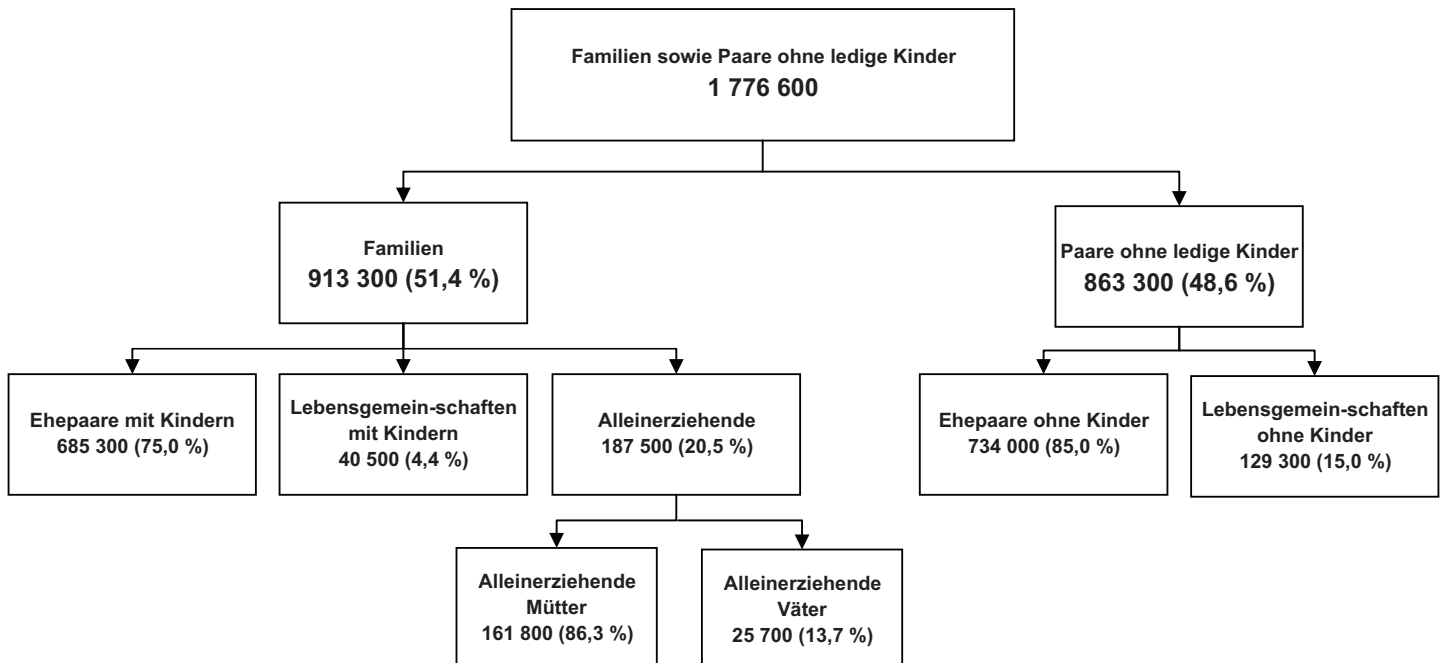 Familien sowie Paare ohne ledige Kinder
1 776 600
Familien
913 300 (51,4 %)
Paare ohne ledige Kinder
863 300 (48,6 %)
Ehepaare mit Kindern
685 300 (75,0 %)
Lebensgemein-schaften
mit Kindern
40 500 (4,4 %)
Alleinerziehende
187 500 (20,5 %)
Ehepaare ohne Kinder
734 000 (85,0 %)
Lebensgemein-schaften
ohne Kinder
129 300 (15,0 %)
Alleinerziehende
Mütter
161 800 (86,3 %)
Alleinerziehende
Väter
25 700 (13,7 %)